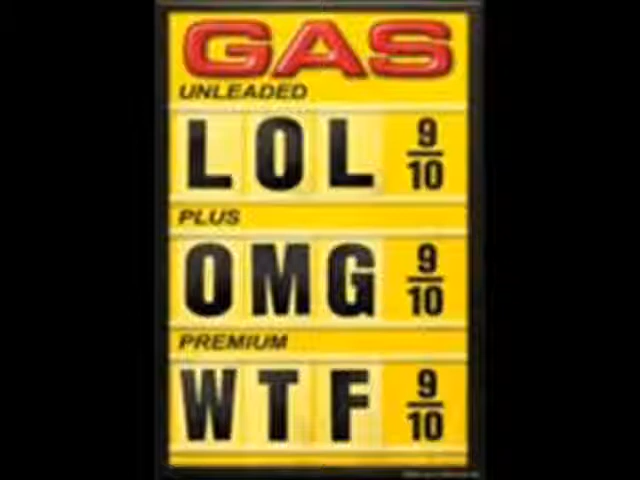 GAS
UNLEADED
LOL 9/10
PLUS
OMG 9/10
PREMIUM
WTF 9/10